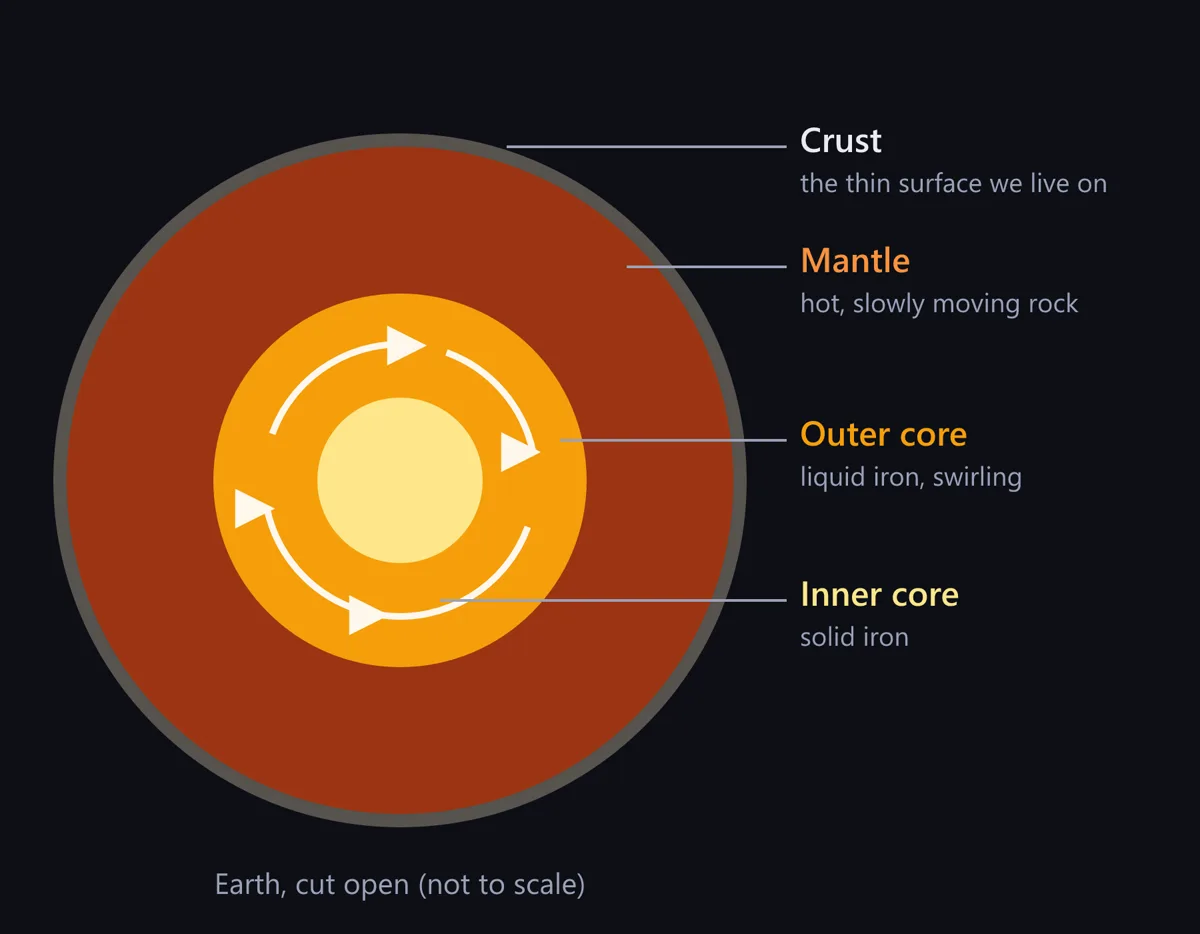 Crust
the thin surface we live on
Mantle
hot, slowly moving rock
Outer core
liquid iron, swirling
Inner core
solid iron
Earth, cut open (not to scale)